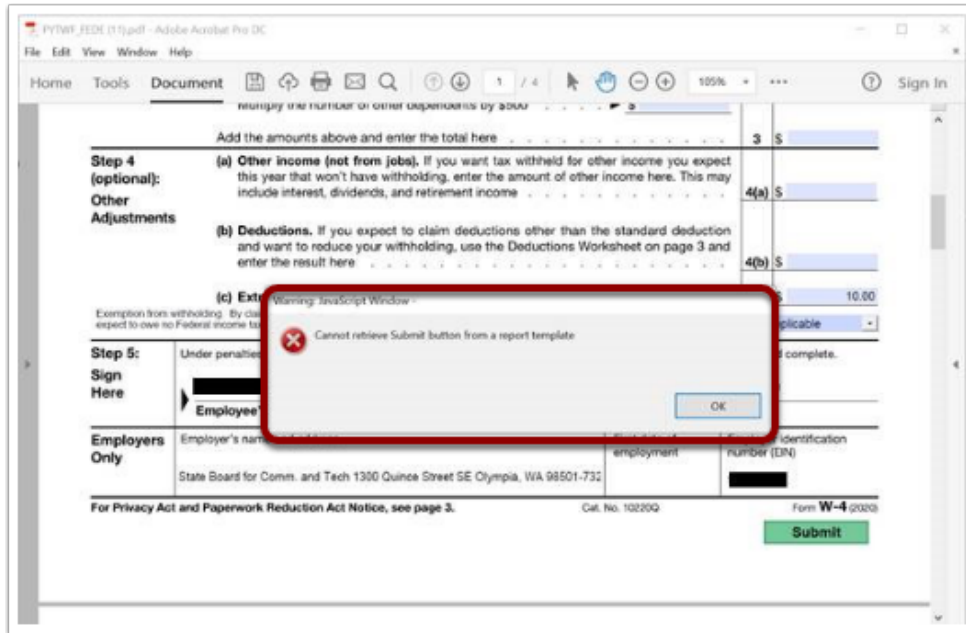 PYTWF_FEDE (11).pdf - Adobe Acrobat Pro DC
File Edit View Window Help
Home Tools Document 1 / 4 105% Sign In
Multiply the number of other dependents by $500 $
Add the amounts above and enter the total here 3 $
Step 4 (optional): Other Adjustments
(a) Other income (not from jobs). If you want tax withheld for other income you expect
this year that won't have withholding, enter the amount of other income here. This may
include interest, dividends, and retirement income 4(a) $
(b) Deductions. If you expect to claim deductions other than the standard deduction
and want to reduce your withholding, use the Deductions Worksheet on page 3 and
enter the result here 4(b) $
(c) $ 10.00
Exemption from withholding. By
expect to owe no Federal income
Warning: JavaScript Window -
Cannot retrieve Submit button from a report template
OK
Step 5: Sign Here
Under complete.
Employers Only
Employer's employment identification
number (EIN)
State Board for Comm. and Tech 1300 Quince Street SE Olympia, WA 98501-732
For Privacy Act and Paperwork Reduction Act Notice, see page 3. Cat. No. 10220Q Form W-4 (2020)
Submit